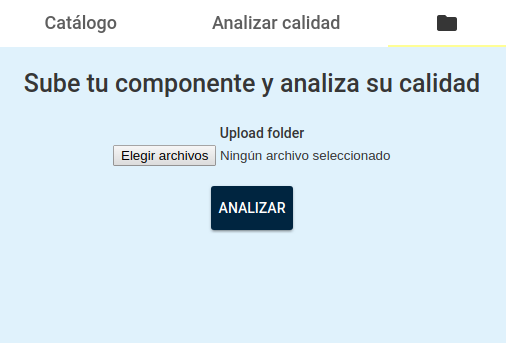 Catálogo Analizar calidad
Sube tu componente y analiza su calidad
Upload folder
Elegir archivos Ningún archivo seleccionado
ANALIZAR